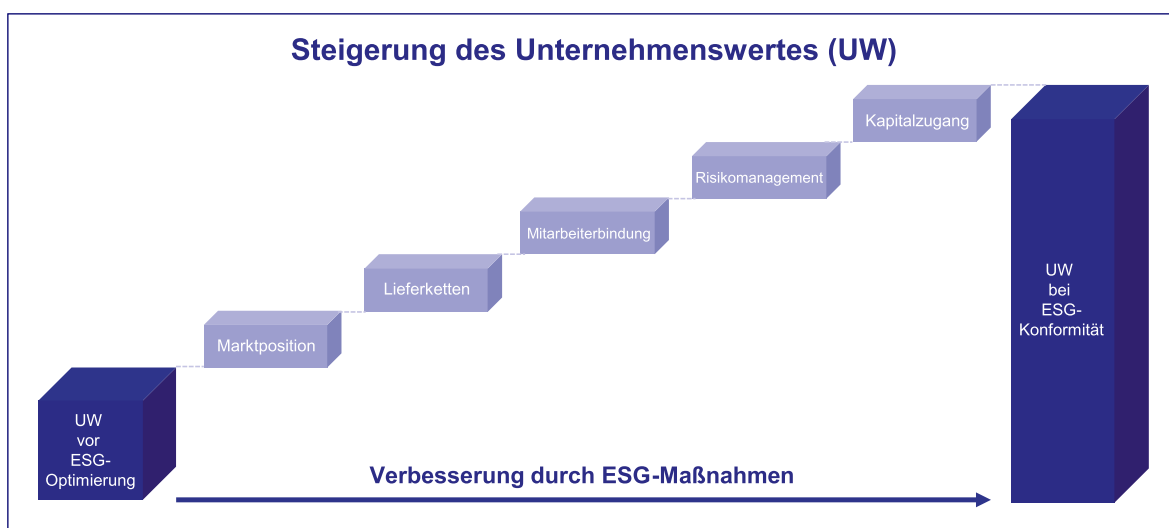 Steigerung des Unternehmenswertes (UW)
Kapitalzugang
Risikomanagement
Mitarbeiterbindung
Lieferketten
Marktposition
UW
vor
ESG-
Optimierung
UW
bei
ESG-
Konformität
Verbesserung durch ESG-Maßnahmen